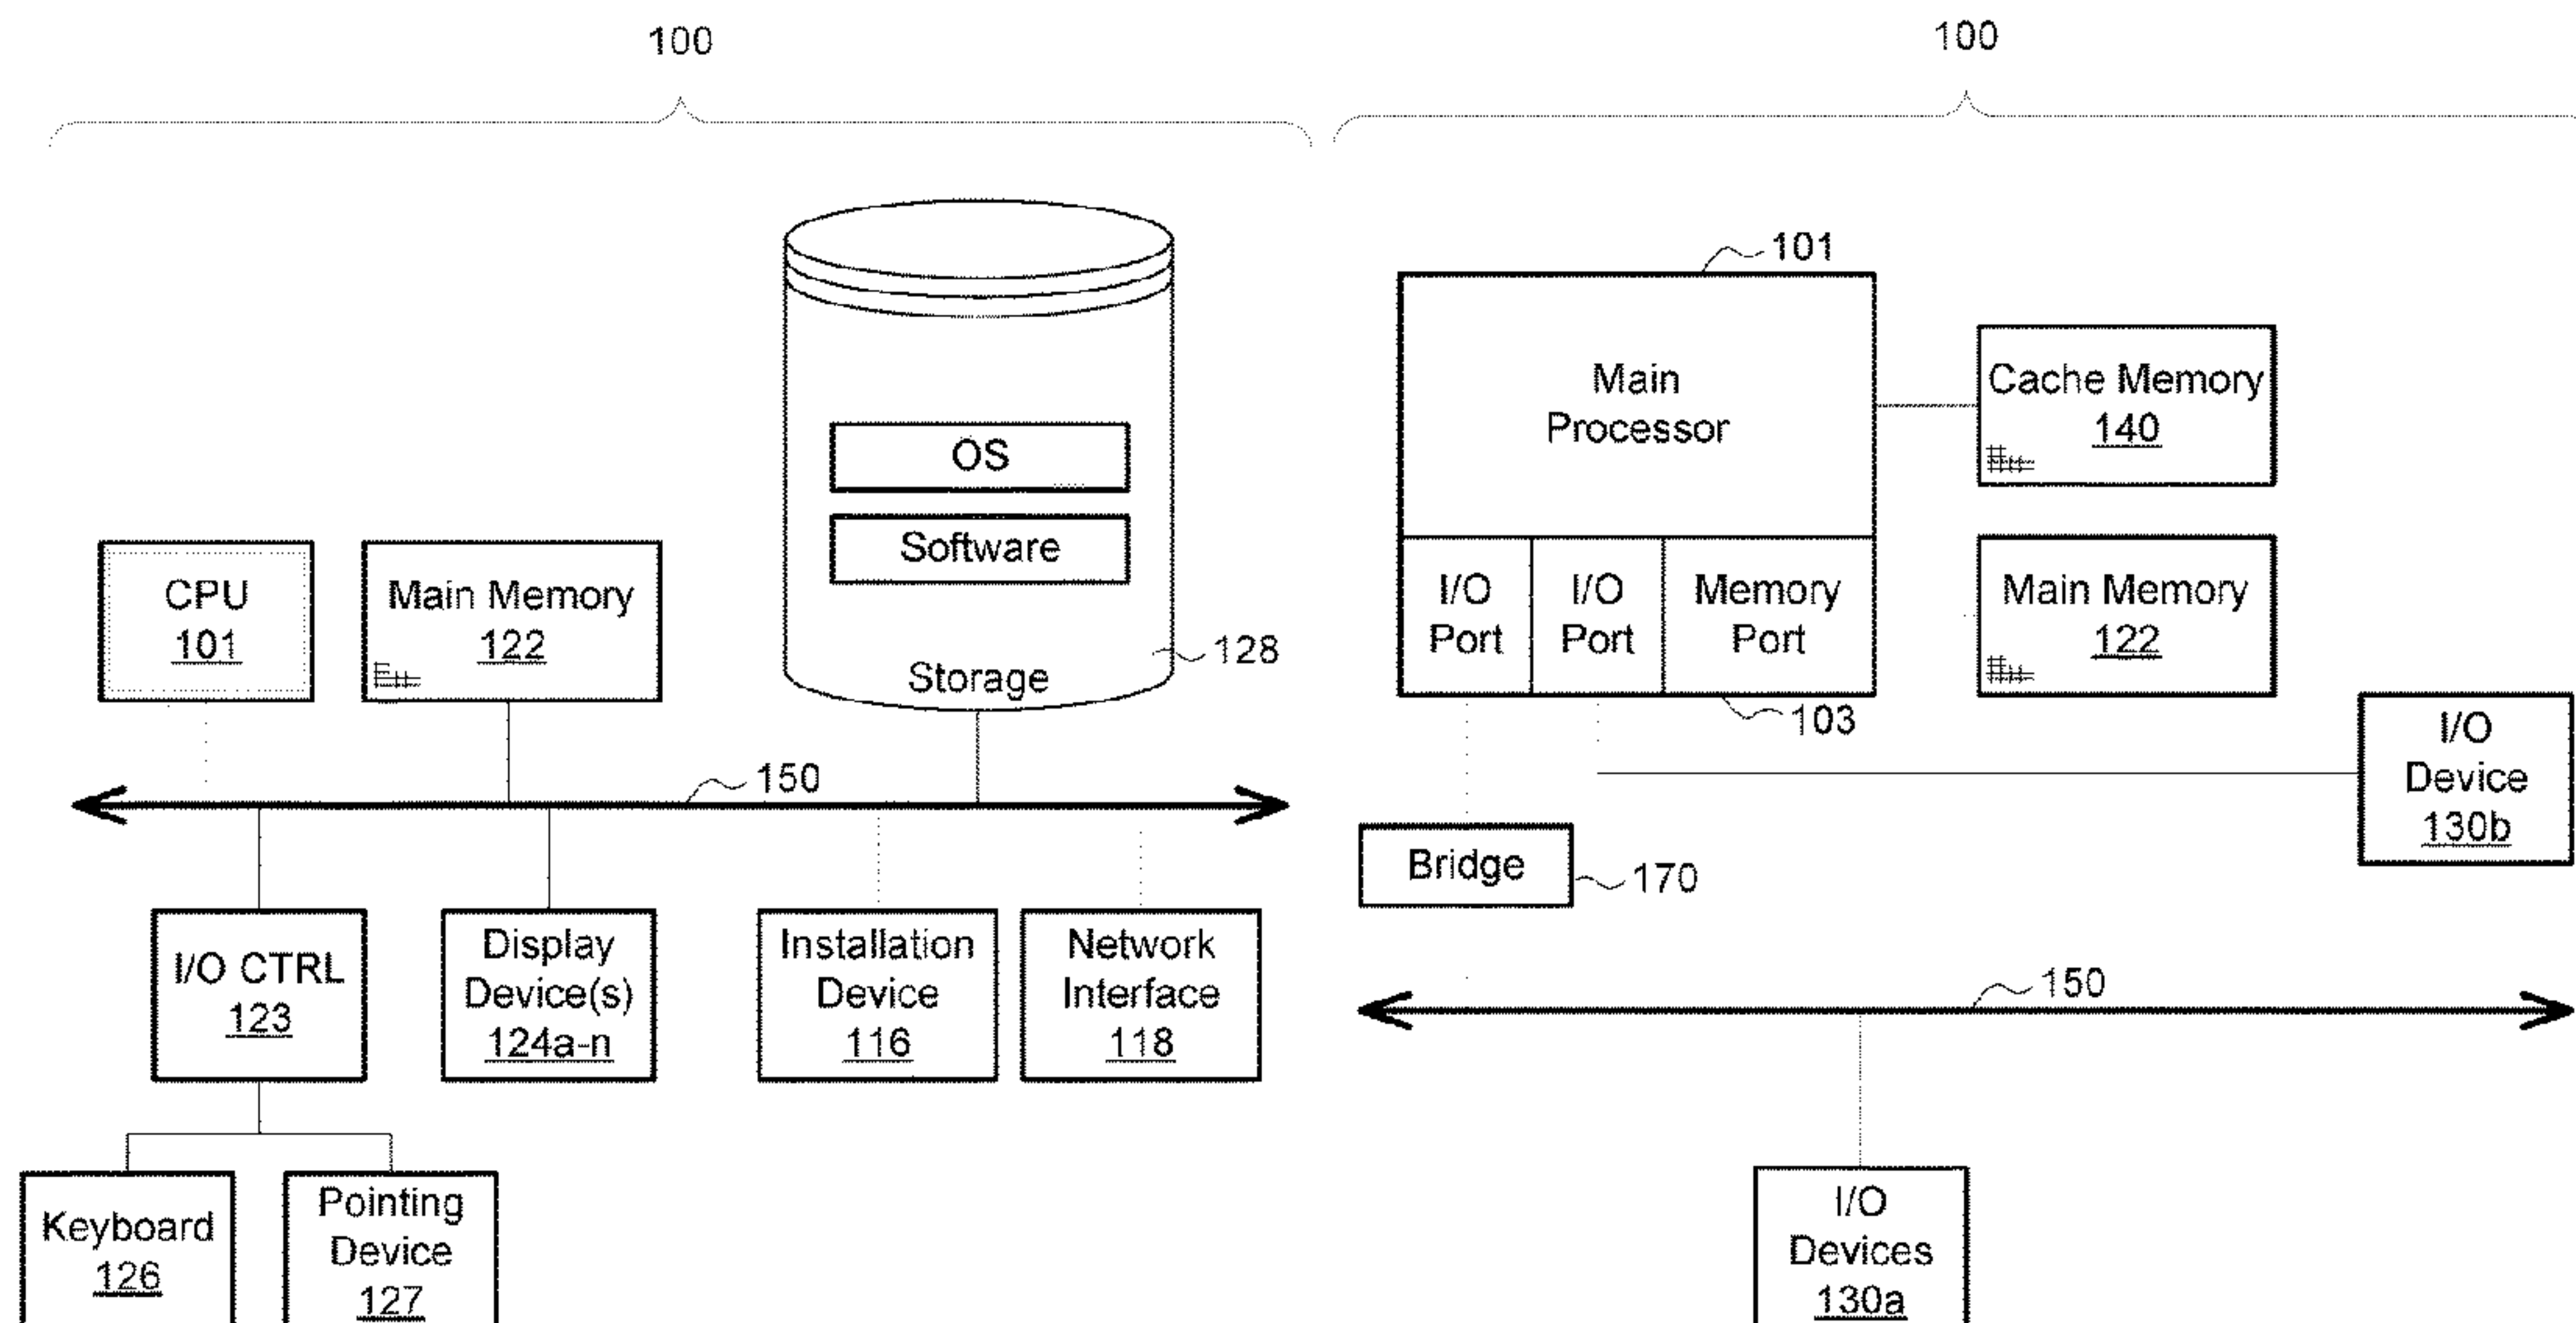 100
OS
Software
Storage
128
CPU
101
Main Memory
122
150
I/O CTRL
123
Display
Device(s)
124a-n
Installation
Device
116
Network
Interface
118
Keyboard
126
Pointing
Device
127
100
101
Main
Processor
Cache Memory
140
I/O
Port
I/O
Port
Memory
Port
103
Main Memory
122
I/O
Device
130b
Bridge
170
150
I/O
Devices
130a